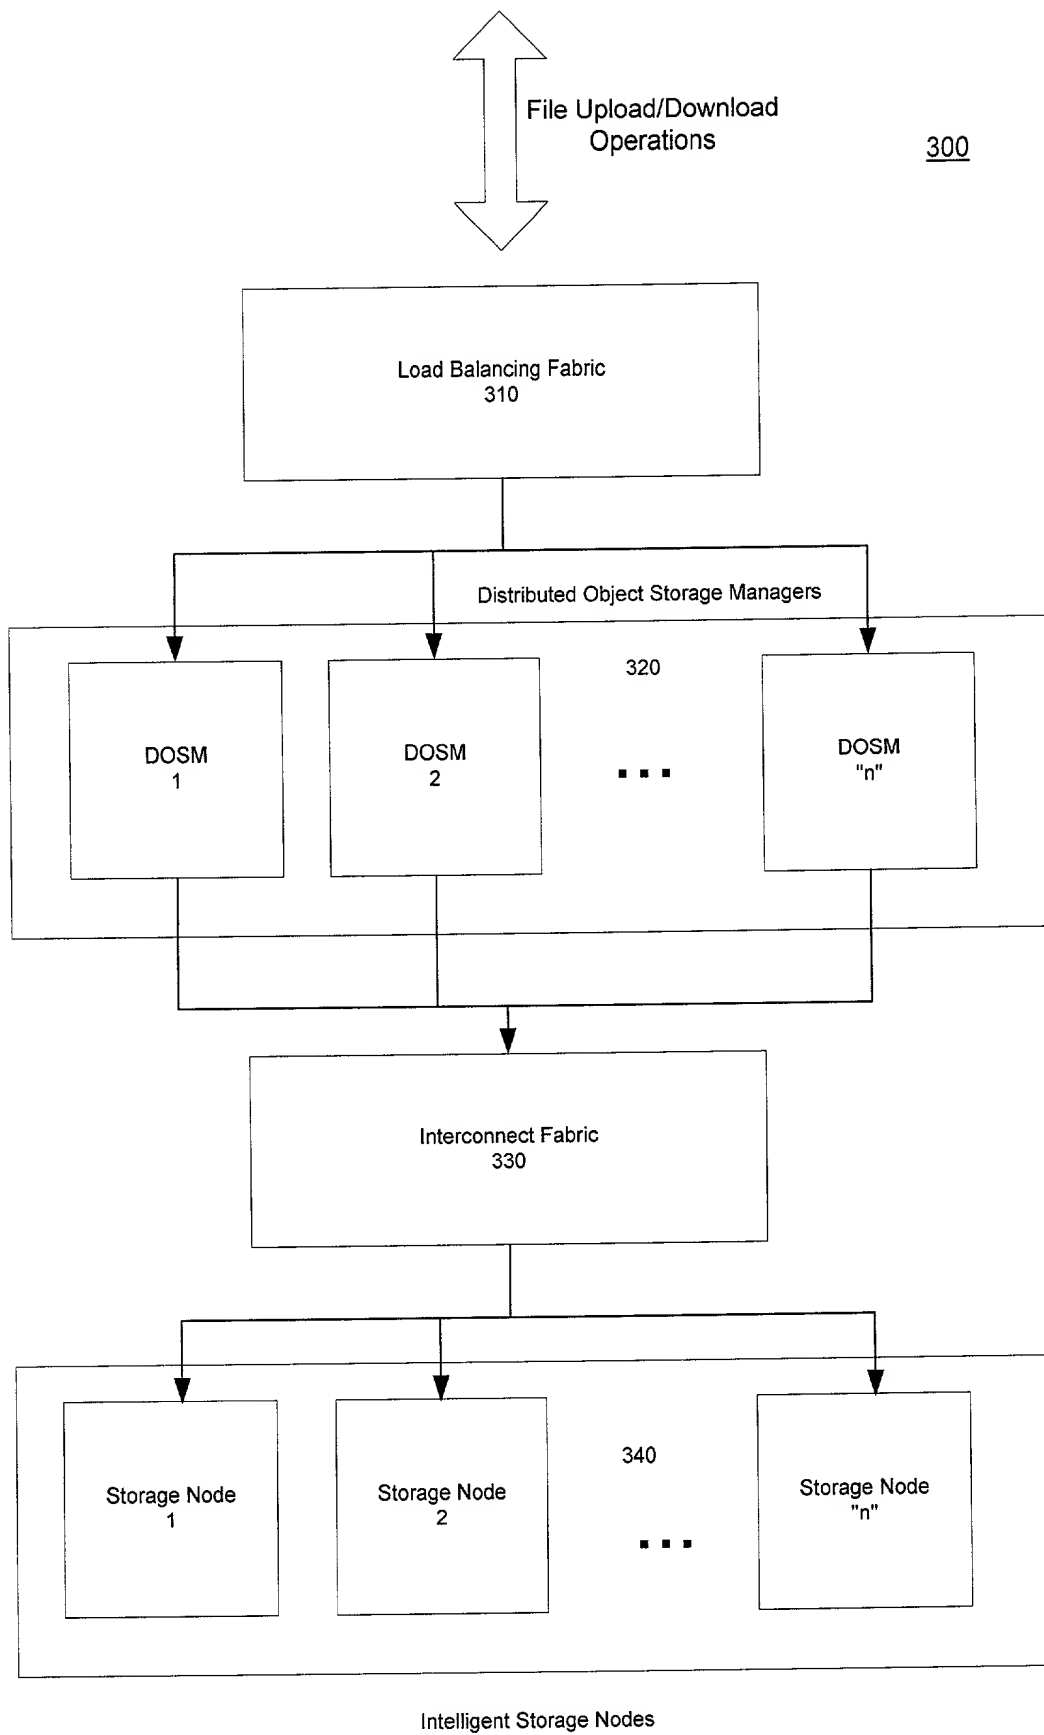 File Upload/Download
Operations
300
Load Balancing Fabric
310
Distributed Object Storage Managers
320
DOSM
1
DOSM
2
DOSM
"n"
Interconnect Fabric
330
340
Storage Node
1
Storage Node
2
Storage Node
"n"
Intelligent Storage Nodes